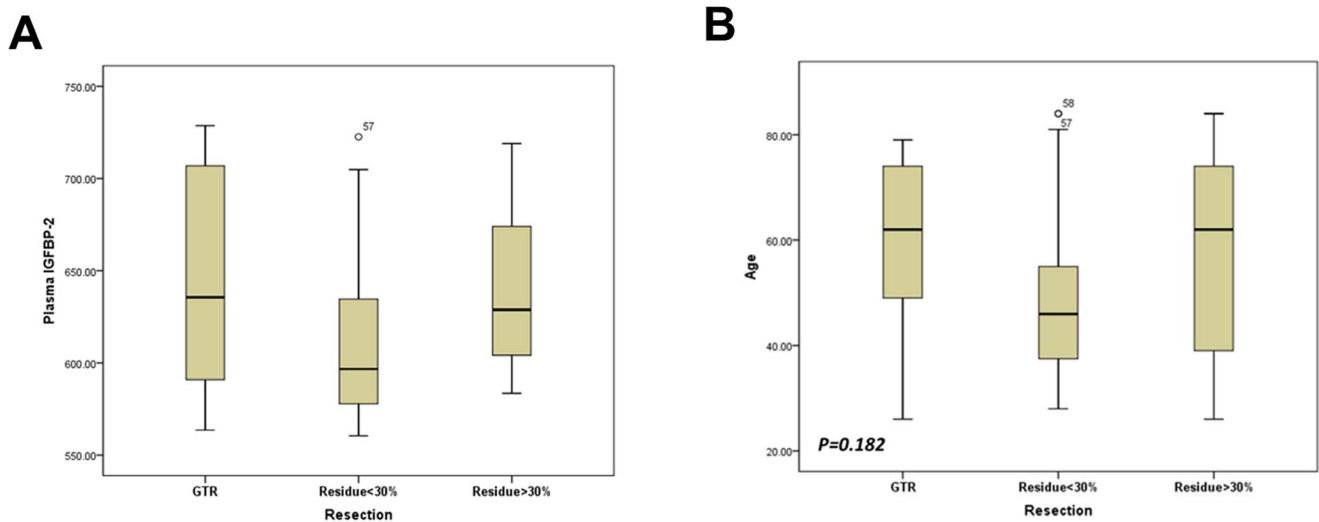 A
750.00
700.00
650.00
600.00
550.00
Plasma IGFBP-2
57
GTR
Residue<30%
Residue>30%
Resection
B
80.00
60.00
40.00
20.00
Age
58
57
P=0.182
GTR
Residue<30%
Residue>30%
Resection